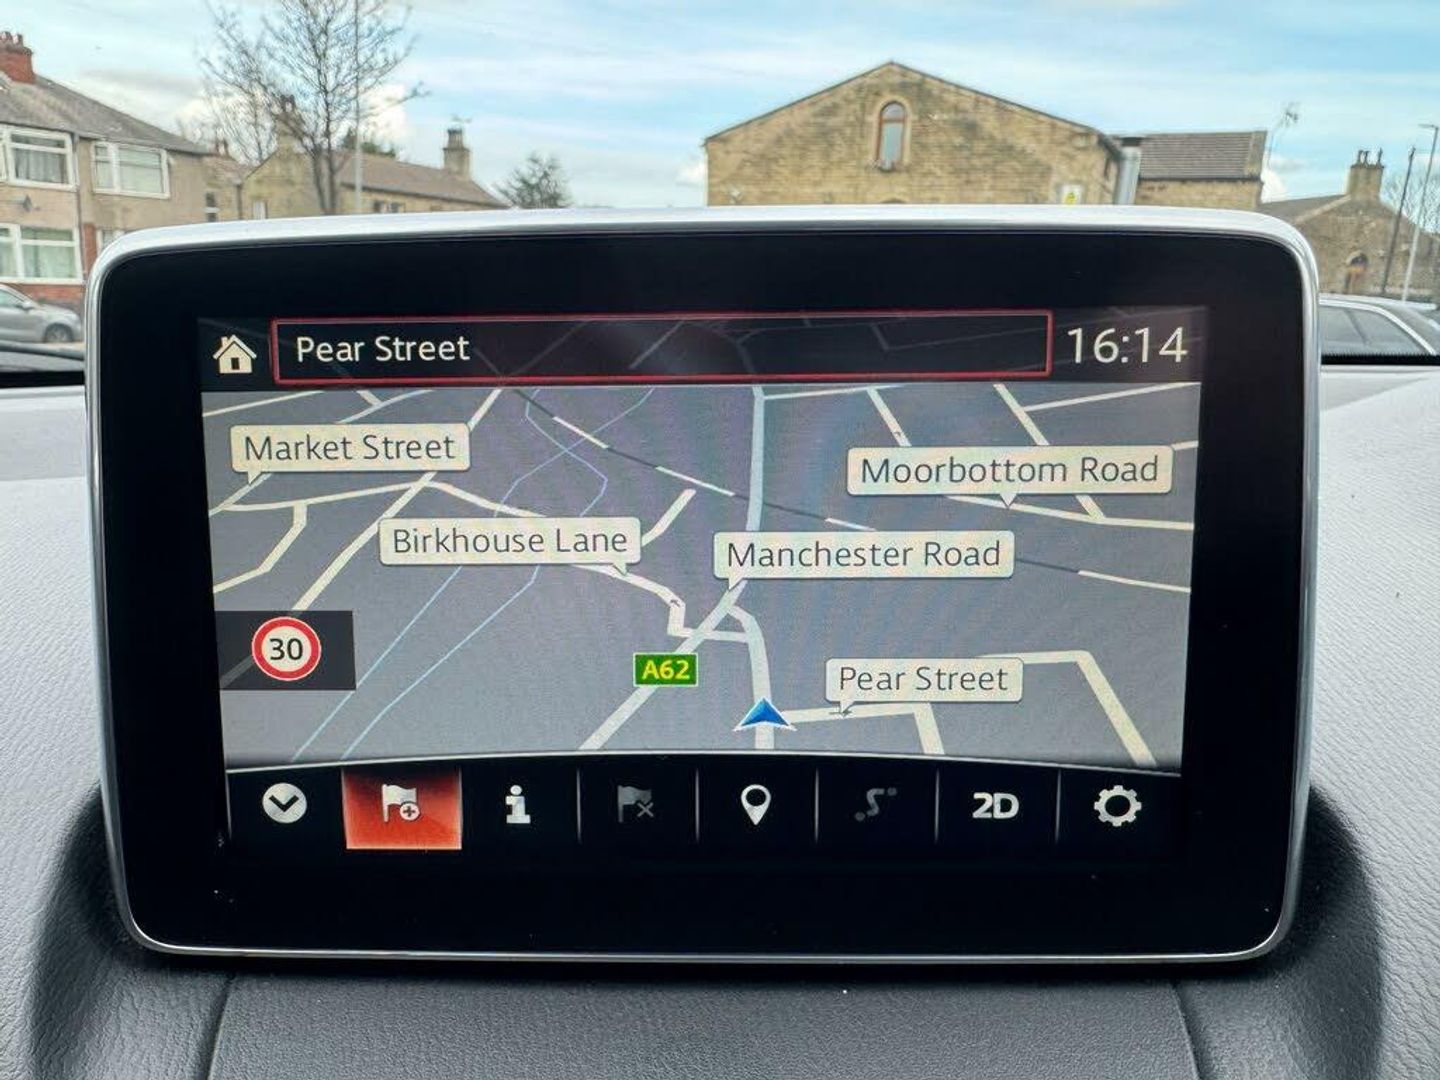 Pear Street
16:14
Market Street
Moorbottom Road
Birkhouse Lane
Manchester Road
30
A62
Pear Street
2D